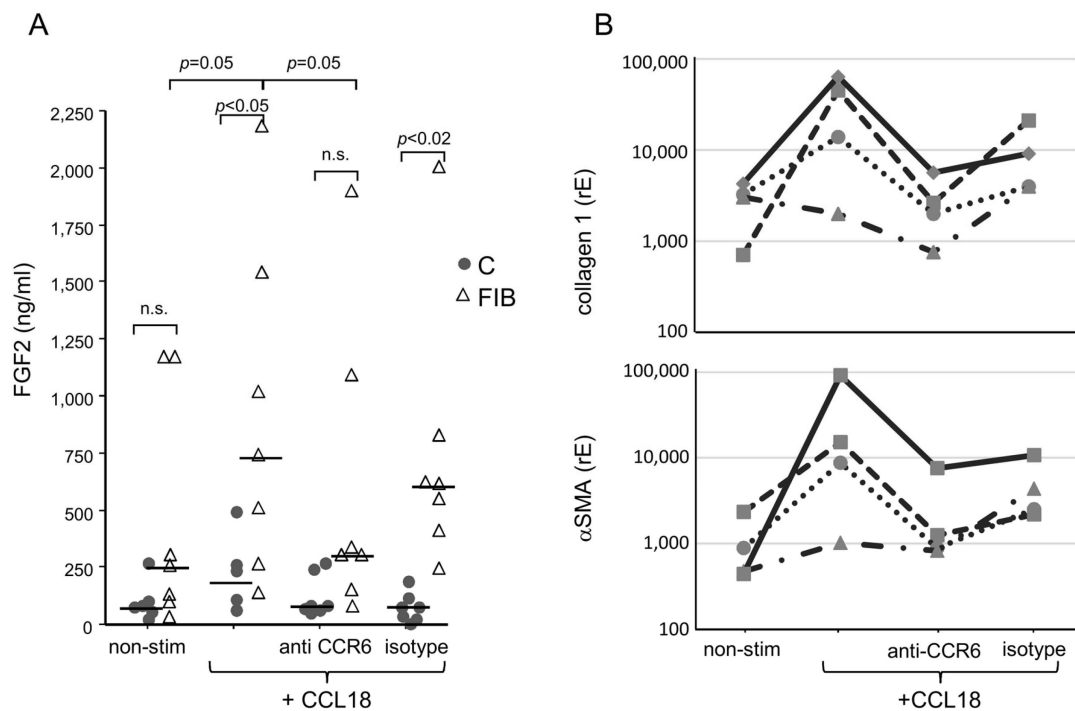 A
p=0.05 p=0.05
p<0.05
p<0.02
n.s.
n.s.
2,250
2,000
1,750
1,500
1,250
1,000
750
500
250
0
FGF2 (ng/ml)
C
FIB
non-stim anti CCR6 isotype
+ CCL18
B
100,000
10,000
1,000
100
collagen 1 (rE)
100,000
10,000
1,000
100
αSMA (rE)
non-stim anti-CCR6 isotype
+CCL18